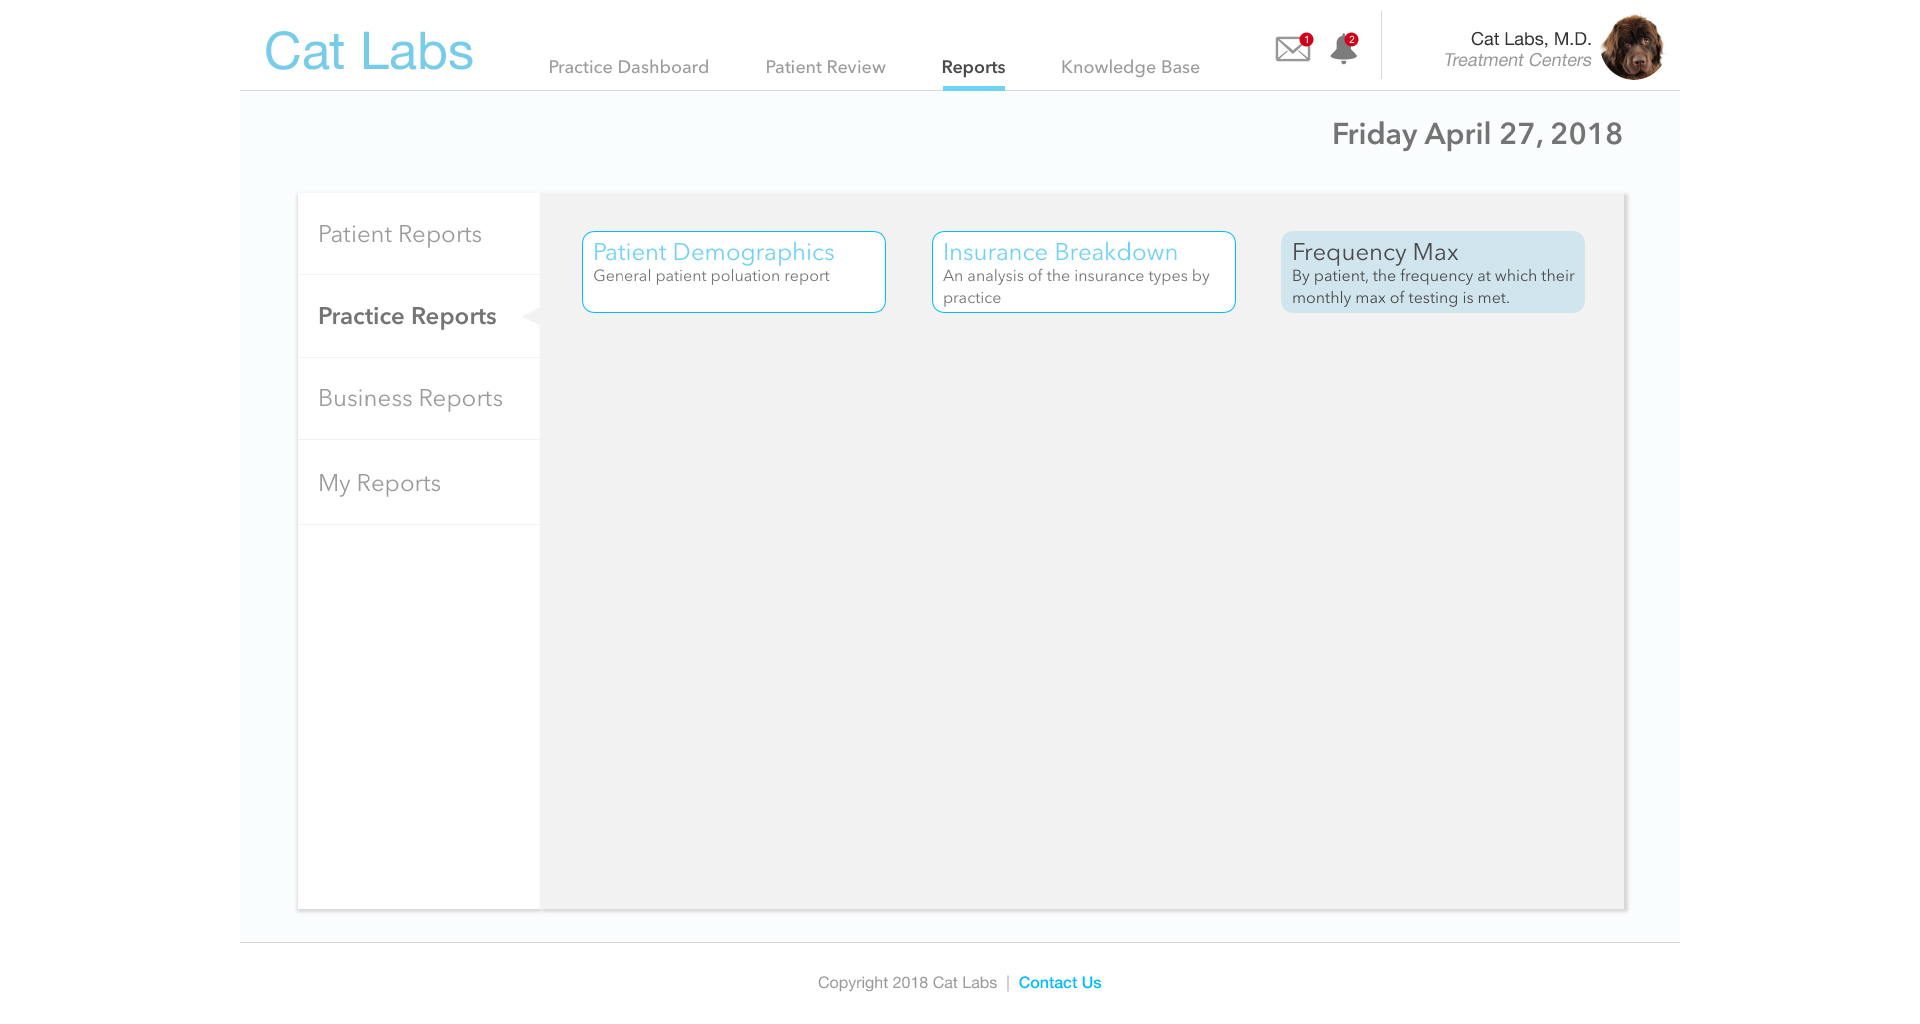 Cat Labs
Practice Dashboard
Patient Review
Reports
Knowledge Base
1
2
Cat Labs, M.D.
Treatment Centers
Friday April 27, 2018
Patient Reports
Practice Reports
Business Reports
My Reports
Patient Demographics
General patient poluation report
Insurance Breakdown
An analysis of the insurance types by
practice
Frequency Max
By patient, the frequency at which their
monthly max of testing is met.
Copyright 2018 Cat Labs | Contact Us